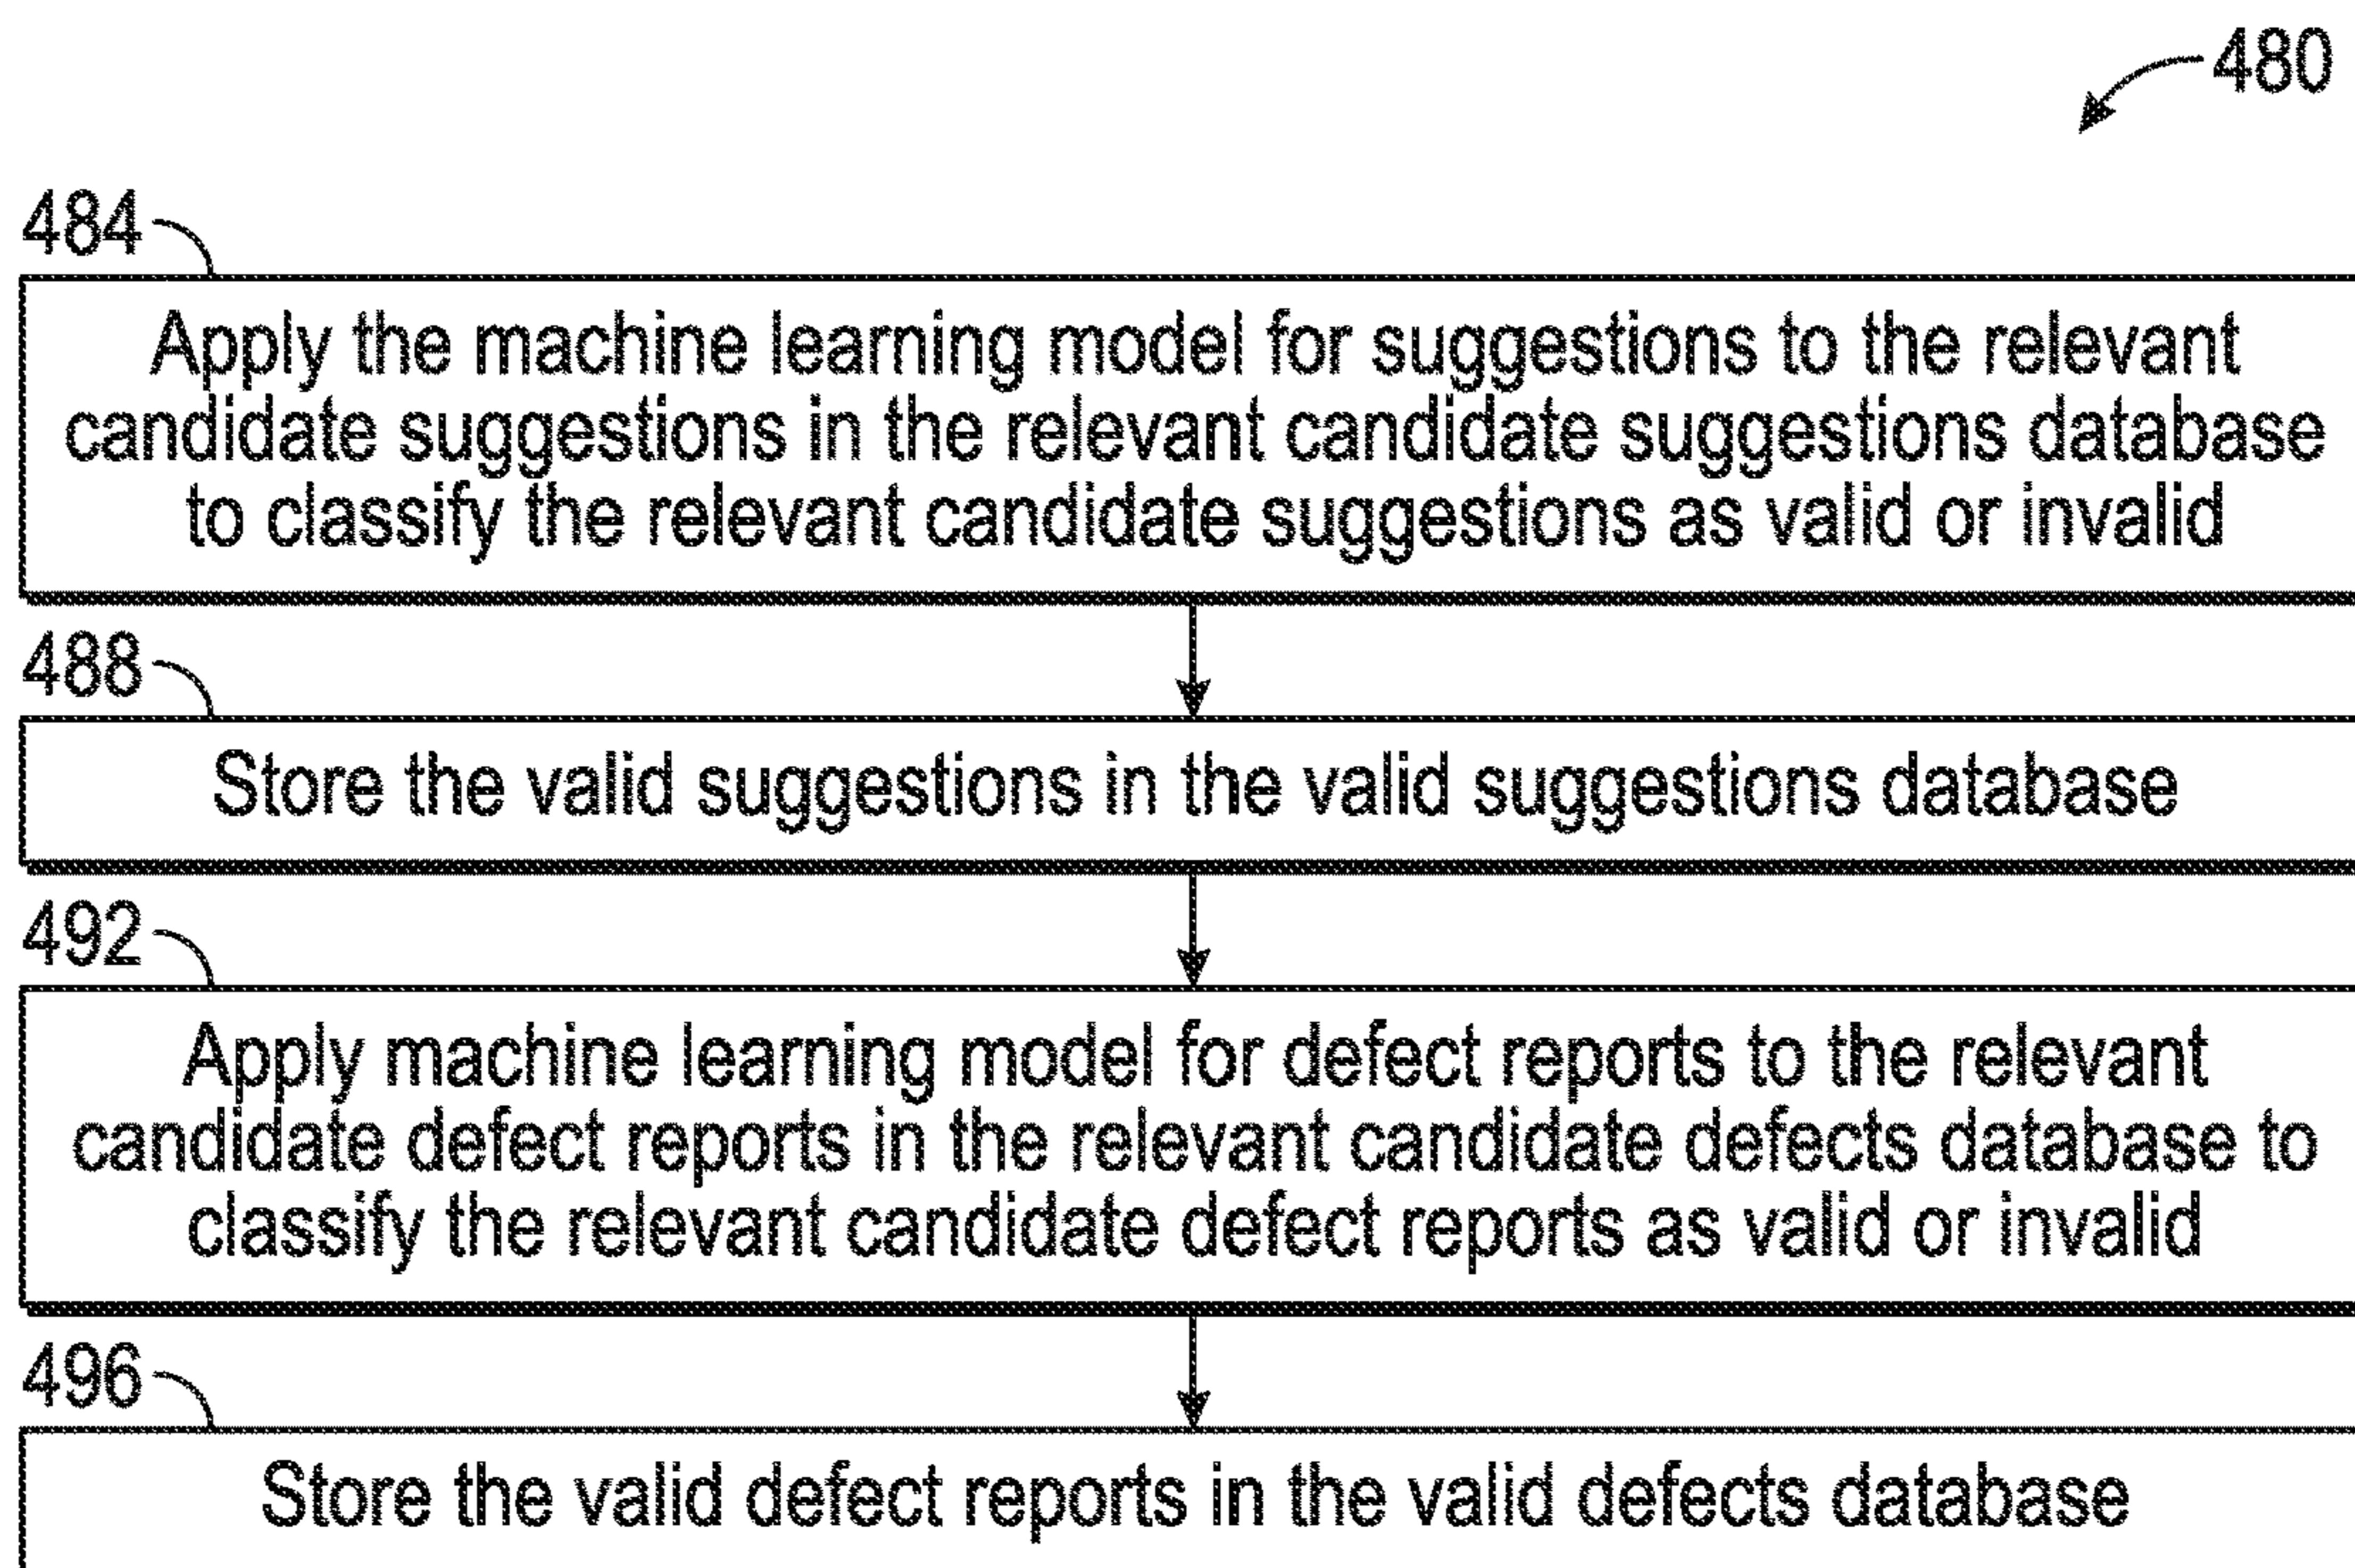 480
484
Apply the machine learning model for suggestions to the relevant
candidate suggestions in the relevant candidate suggestions database
to classify the relevant candidate suggestions as valid or invalid
488
Store the valid suggestions in the valid suggestions database
492
Apply machine learning model for defect reports to the relevant
candidate defect reports in the relevant candidate defects database to
classify the relevant candidate defect reports as valid or invalid
496
Store the valid defect reports in the valid defects database